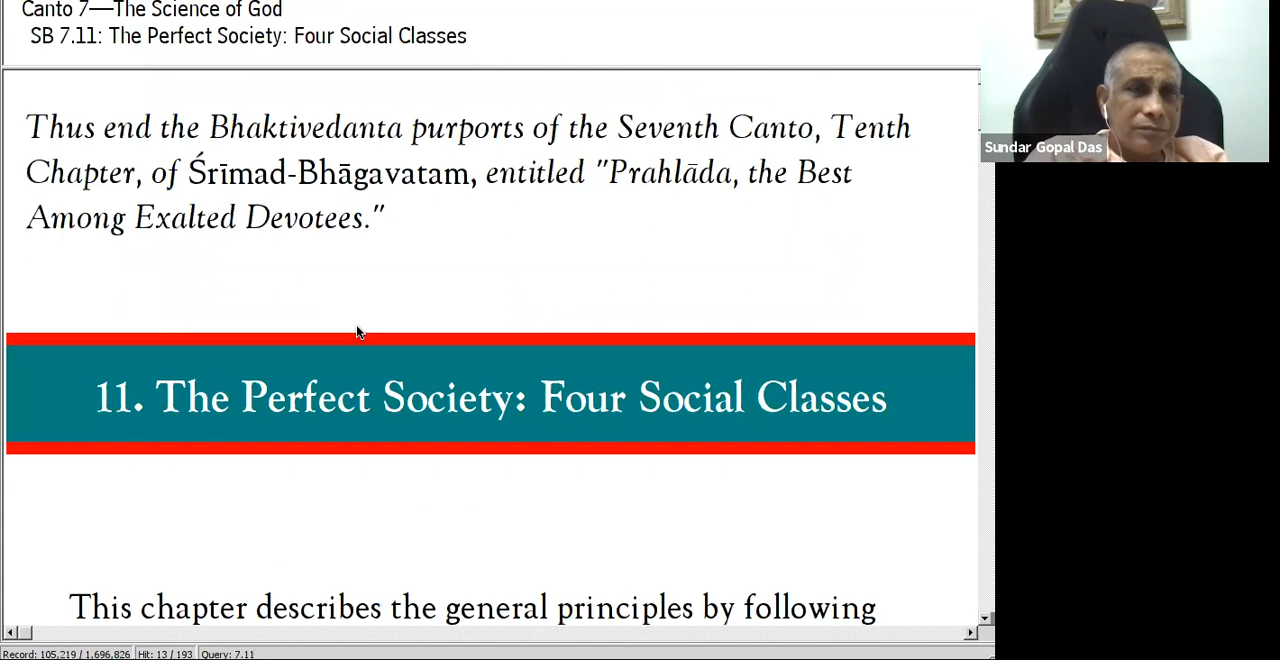 Canto 7—The Science of God
SB 7.11: The Perfect Society: Four Social Classes
Thus end the Bhaktivedanta purports of the Seventh Canto, Tenth
Chapter, of Śrīmad-Bhāgavatam, entitled "Prahlāda, the Best
Among Exalted Devotees."
Sundar Gopal Das
11. The Perfect Society: Four Social Classes
This chapter describes the general principles by following
Record: 105,219 / 1,696,826 Hit: 13 / 193 Query: 7.11